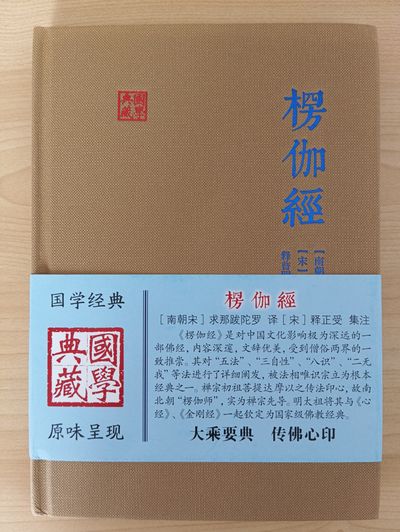 國學
典藏
楞伽經
[南朝
[宋]
国学经典
國學
典藏
原味呈现
楞伽經
[南朝宋] 求那跋陀罗 译 [宋] 释正受 集注
《楞伽经》是对中国文化影响极为深远的一
部佛经，内容深邃，文辞优美，受到僧俗两界的一
致推崇。其对“五法”、“三自性”、“八识”、“二无
我”等法进行了详细阐发，被法相唯识宗立为根本
经典之一。禅宗初祖菩提达摩以之传法印心，故南
北朝“楞伽师”，实为禅宗先导。明太祖将其与《心
经》、《金刚经》一起钦定为国家级佛教经典。
大乘要典 传佛心印